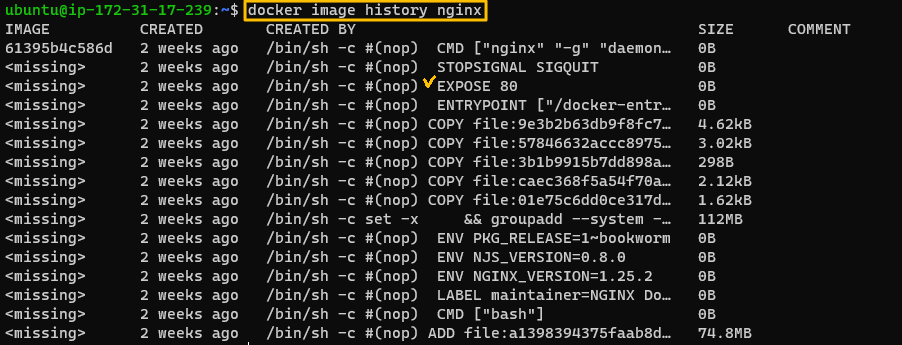 ubuntu@ip-172-31-17-239:~$ docker image history nginx
IMAGE CREATED CREATED BY SIZE COMMENT
61395b4c586d 2 weeks ago /bin/sh -c #(nop) CMD ["nginx" "-g" "daemon… 0B
<missing> 2 weeks ago /bin/sh -c #(nop) STOPSIGNAL SIGQUIT 0B
<missing> 2 weeks ago /bin/sh -c #(nop) EXPOSE 80 0B
<missing> 2 weeks ago /bin/sh -c #(nop) ENTRYPOINT ["/docker-entr… 0B
<missing> 2 weeks ago /bin/sh -c #(nop) COPY file:9e3b2b63db9f8fc7… 4.62kB
<missing> 2 weeks ago /bin/sh -c #(nop) COPY file:57846632accc8975… 3.02kB
<missing> 2 weeks ago /bin/sh -c #(nop) COPY file:3b1b9915b7dd898a… 298B
<missing> 2 weeks ago /bin/sh -c #(nop) COPY file:caec368f5a54f70a… 2.12kB
<missing> 2 weeks ago /bin/sh -c #(nop) COPY file:01e75c6dd0ce317d… 1.62kB
<missing> 2 weeks ago /bin/sh -c set -x && groupadd --system -… 112MB
<missing> 2 weeks ago /bin/sh -c #(nop) ENV PKG_RELEASE=1~bookworm 0B
<missing> 2 weeks ago /bin/sh -c #(nop) ENV NJS_VERSION=0.8.0 0B
<missing> 2 weeks ago /bin/sh -c #(nop) ENV NGINX_VERSION=1.25.2 0B
<missing> 2 weeks ago /bin/sh -c #(nop) LABEL maintainer=NGINX Do… 0B
<missing> 2 weeks ago /bin/sh -c #(nop) CMD ["bash"] 0B
<missing> 2 weeks ago /bin/sh -c #(nop) ADD file:a1398394375faab8d… 74.8MB